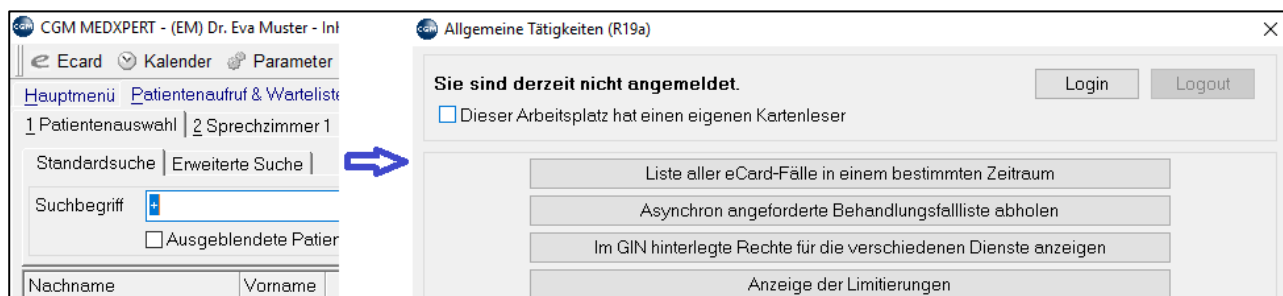 CGM MEDXPERT - (EM) Dr. Eva Muster - Inl
Ecard Kalender Parameter
Hauptmenü Patientenaufruf & Warteliste
1 Patientenauswahl 2 Sprechzimmer 1
Standardsuche Erweiterte Suche
Suchbegriff +
Ausgeblendete Patien
Nachname Vorname
CGM Allgemeine Tätigkeiten (R19a)
Sie sind derzeit nicht angemeldet. Login Logout
Dieser Arbeitsplatz hat einen eigenen Kartenleser
Liste aller eCard-Fälle in einem bestimmten Zeitraum
Asynchron angeforderte Behandlungsfallliste abholen
Im GIN hinterlegte Rechte für die verschiedenen Dienste anzeigen
Anzeige der Limitierungen